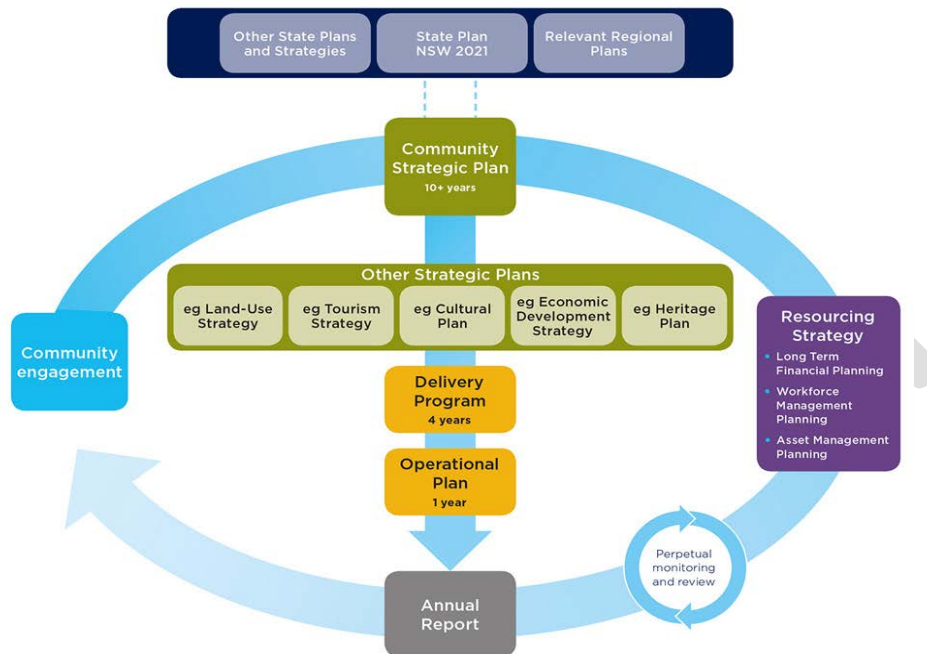 Other State Plans
and Strategies
State Plan
NSW 2021
Relevant Regional
Plans
Community
Strategic Plan
10+ years
Other Strategic Plans
eg Land-Use
Strategy
eg Tourism
Strategy
eg Cultural
Plan
eg Economic
Development
Strategy
eg Heritage
Plan
Community
engagement
Resourcing
Strategy
• Long Term
Financial Planning
• Workforce
Management
Planning
• Asset Management
Planning
Delivery
Program
4 years
Operational
Plan
1 year
Perpetual
monitoring
and review
Annual
Report